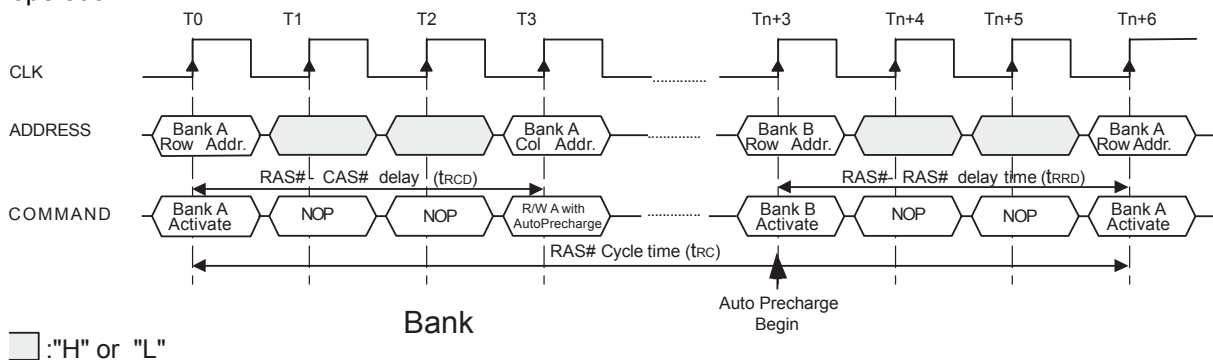 T0 T1 T2 T3 Tn+3 Tn+4 Tn+5 Tn+6
CLK
ADDRESS
Bank A
Row Addr.
Bank A
Col Addr.
Bank B
Row Addr.
Bank A
Row Addr.
RAS# - CAS# delay (tRCD)
RAS# - RAS# delay time (tRRD)
COMMAND
Bank A
Activate
NOP
NOP
R/W A with
AutoPrecharge
Bank B
Activate
NOP
NOP
Bank A
Activate
RAS# Cycle time (tRC)
Auto Precharge
Begin
Bank
:"H" or "L"